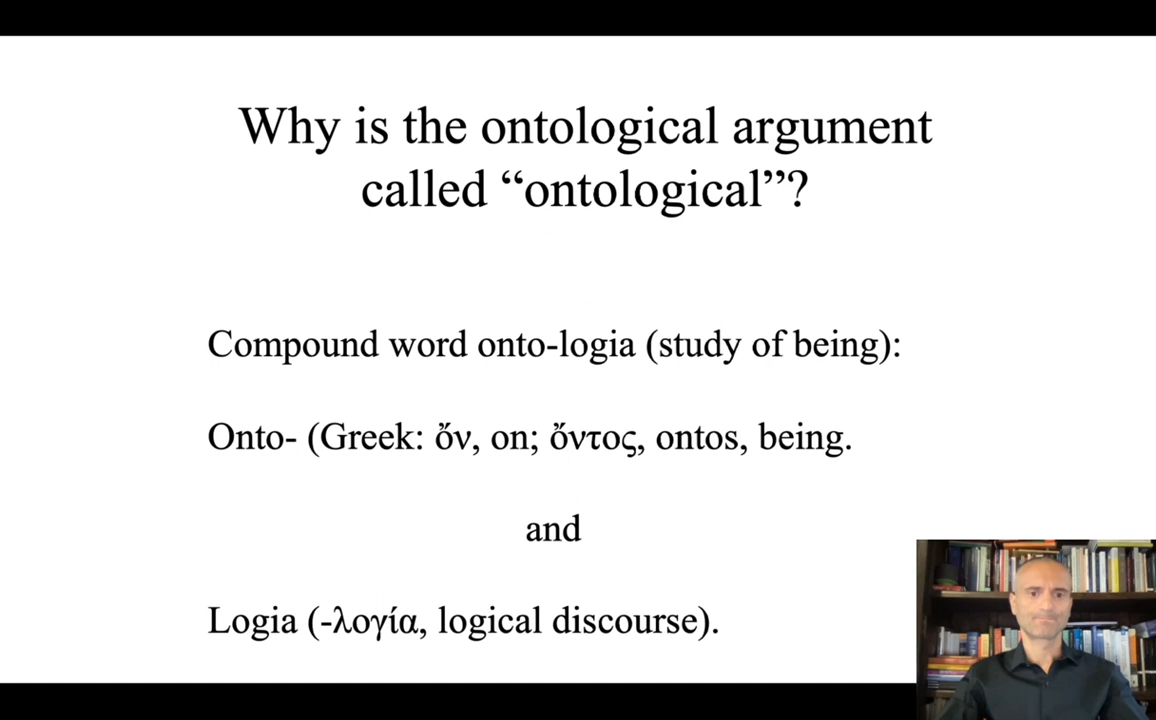 Why is the ontological argument
called “ontological”?
Compound word onto-logia (study of being):
Onto- (Greek: ὄν, on; ὄντος, ontos, being.
and
Logia (-λογία, logical discourse).